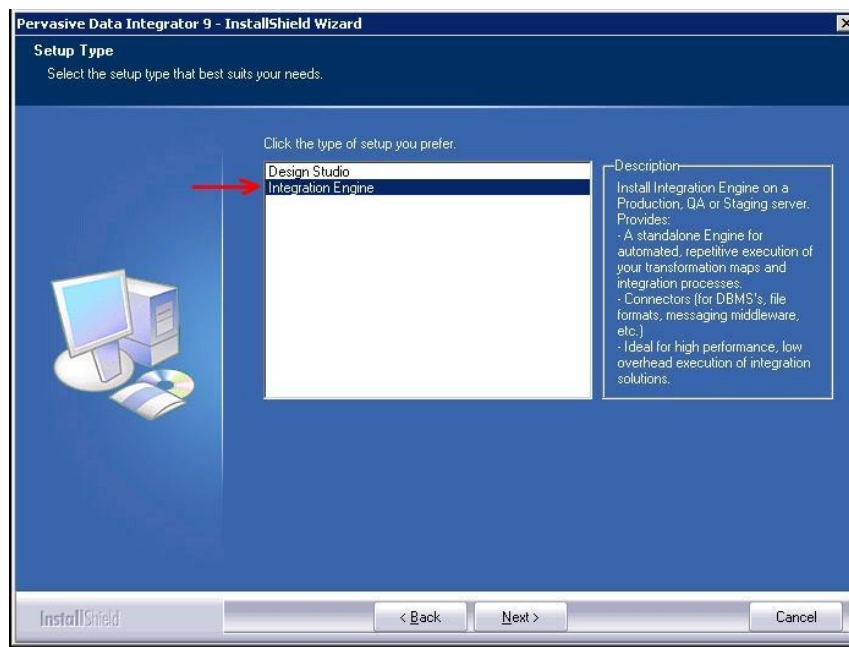 Pervasive Data Integrator 9 - InstallShield Wizard
Setup Type
Select the setup type that best suits your needs.
Click the type of setup you prefer.
Design Studio
Integration Engine
Description
Install Integration Engine on a
Production, QA or Staging server.
Provides:
- A standalone Engine for
automated, repetitive execution of
your transformation maps and
integration processes.
- Connectors (for DBMS's, file
formats, messaging middleware,
etc.)
- Ideal for high performance, low
overhead execution of integration
solutions.
InstallShield
< Back
Next >
Cancel